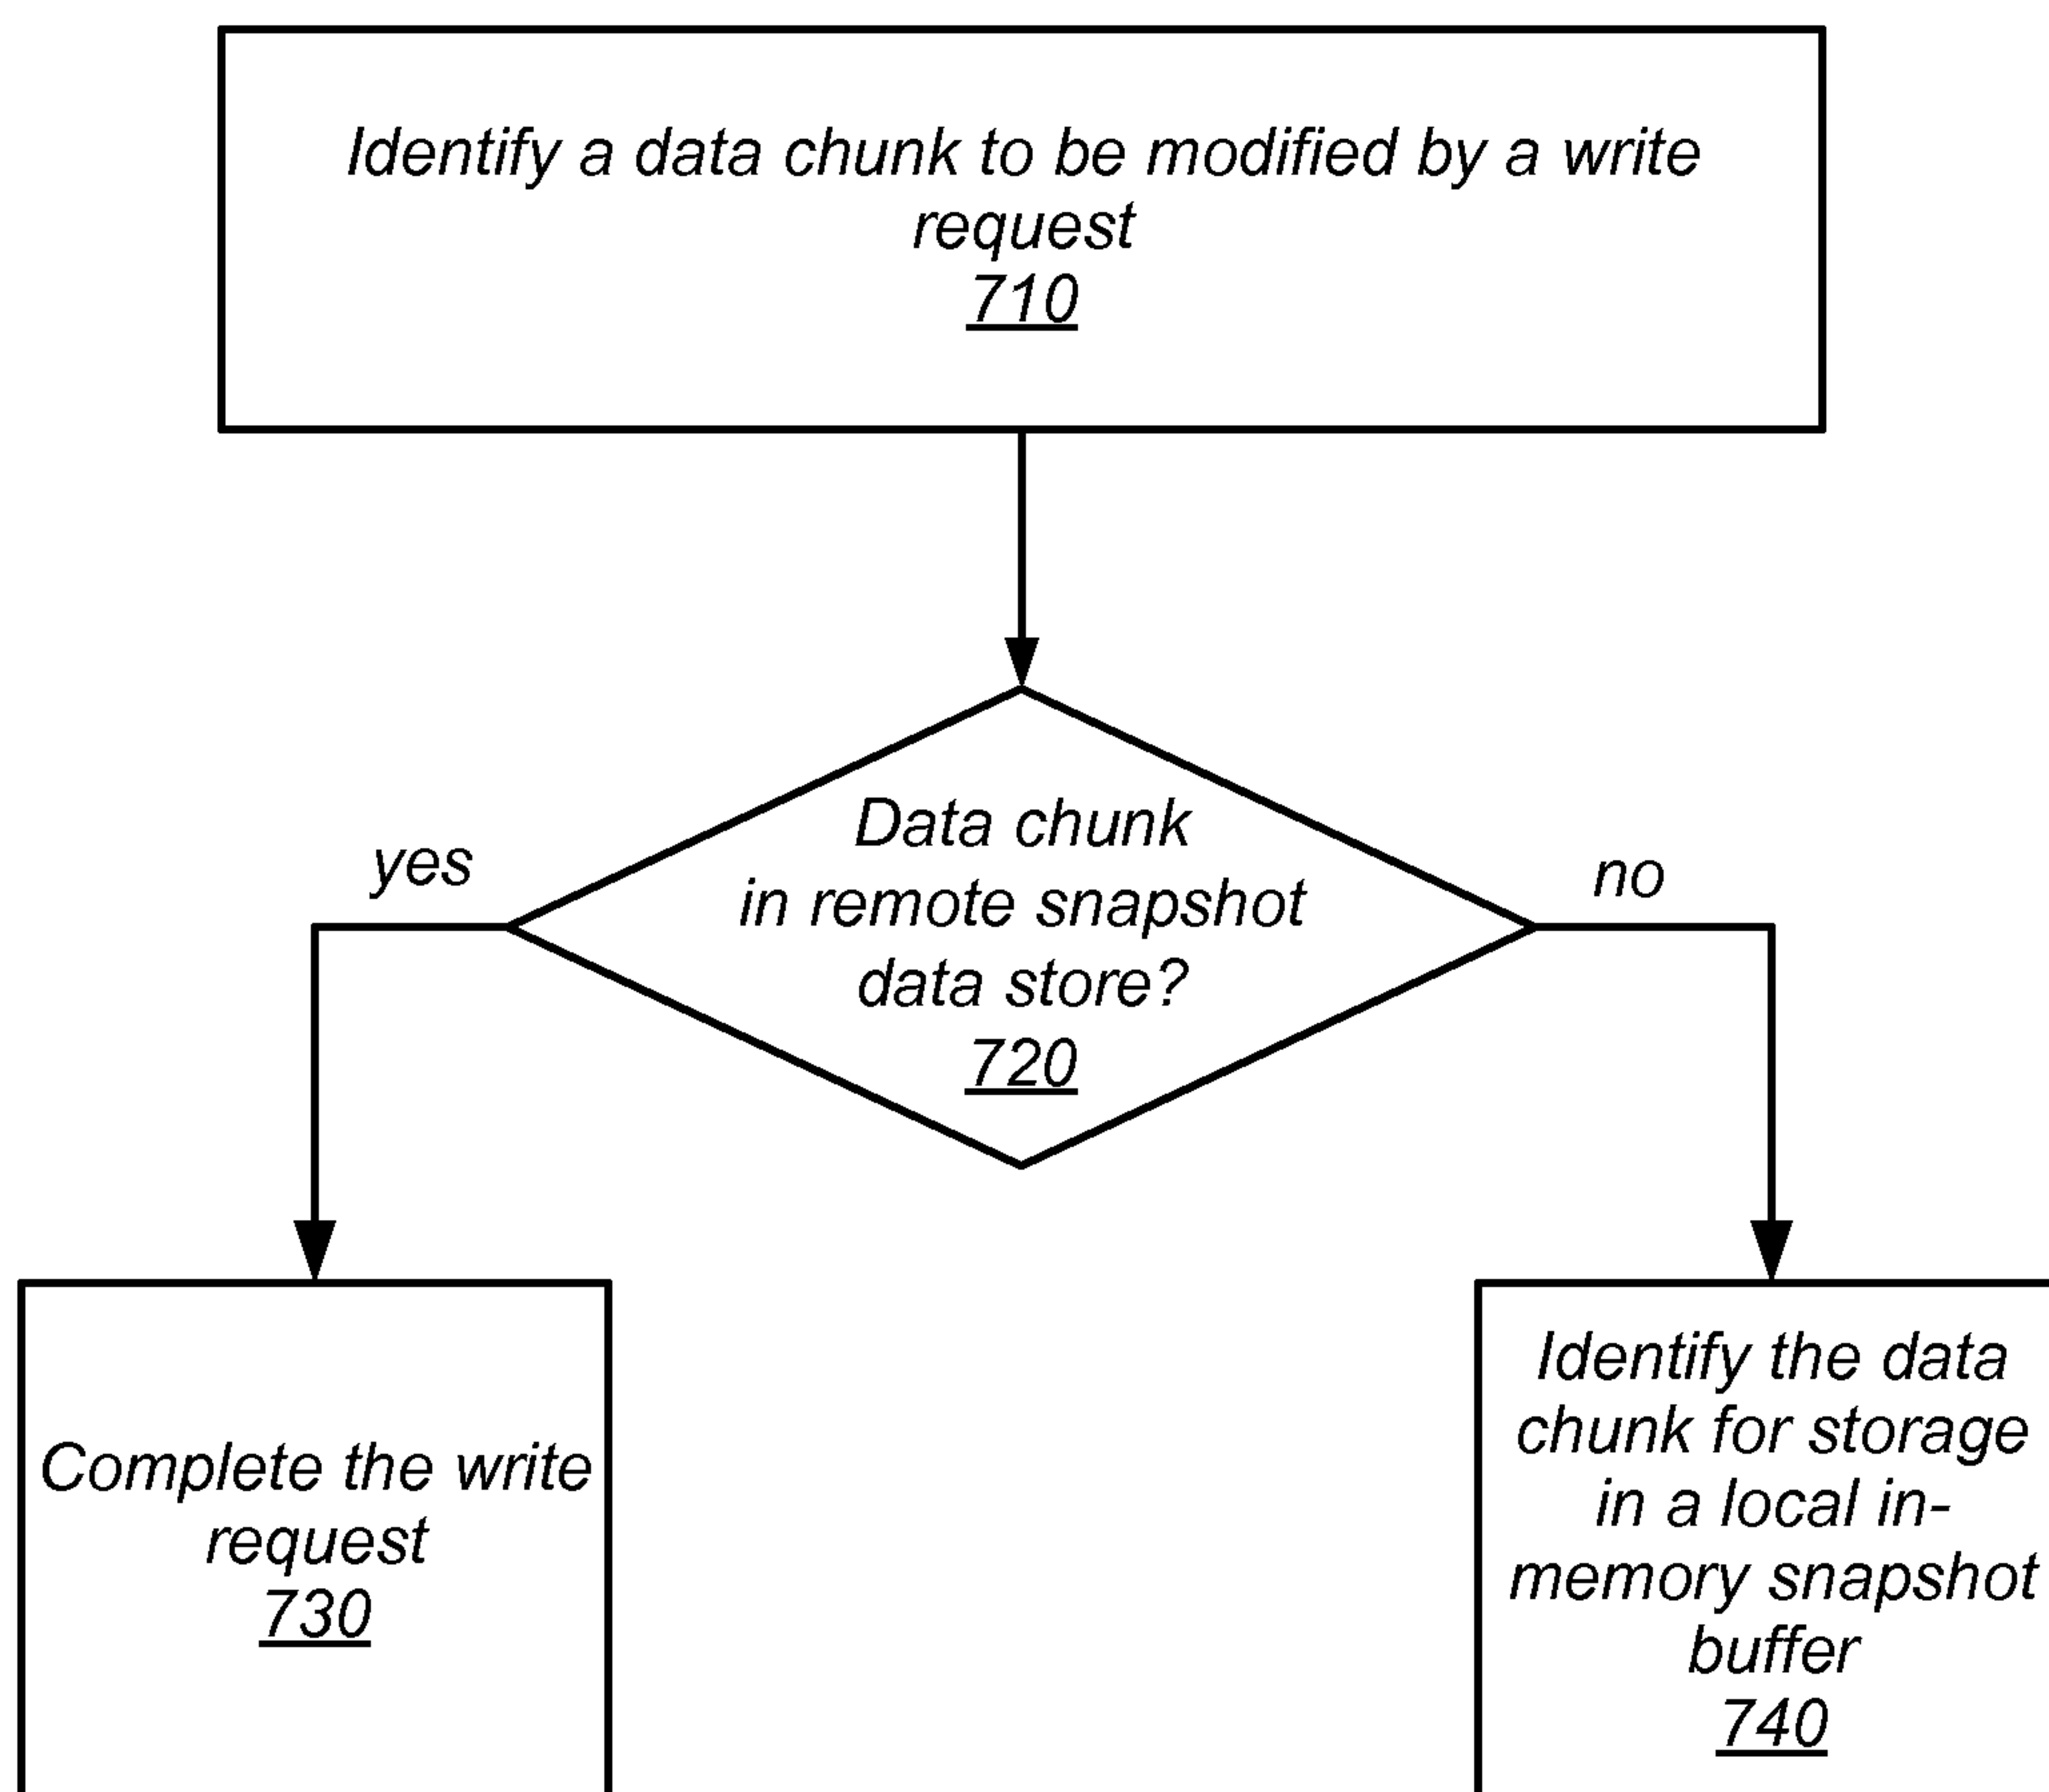 Identify a data chunk to be modified by a write
request
710
Data chunk
in remote snapshot
data store?
720
yes
no
Complete the write
request
730
Identify the data
chunk for storage
in a local in-
memory snapshot
buffer
740